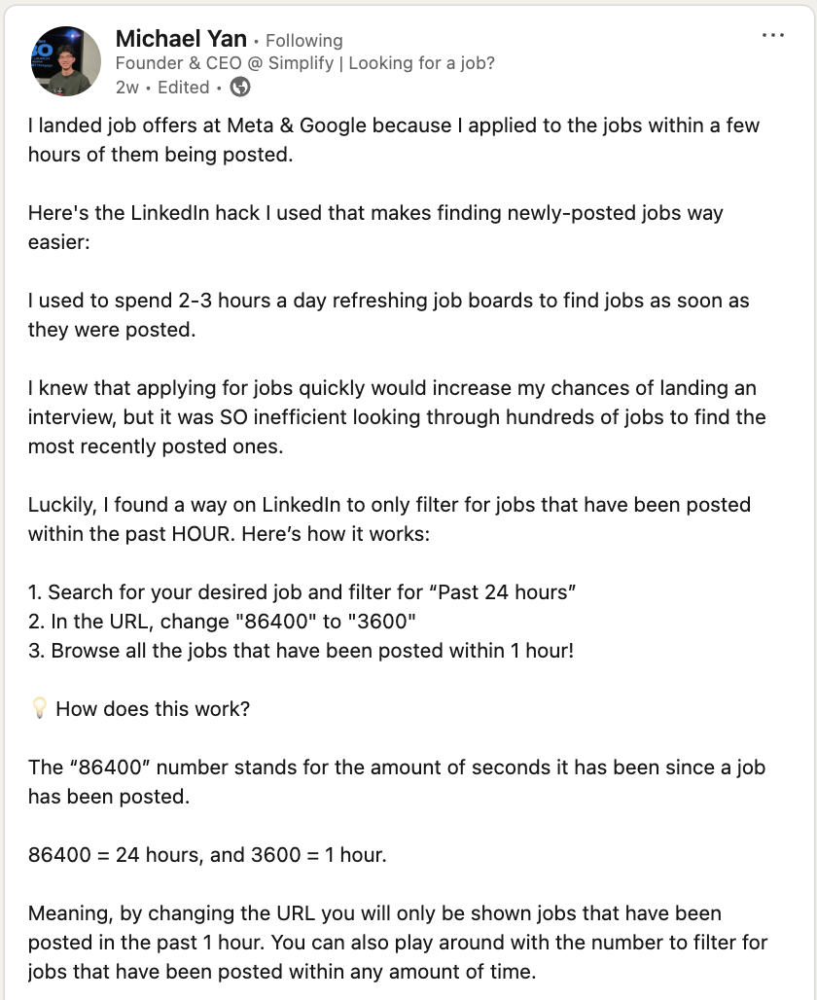 Michael Yan • Following
Founder & CEO @ Simplify | Looking for a job?
2w • Edited •
I landed job offers at Meta & Google because I applied to the jobs within a few
hours of them being posted.
Here's the LinkedIn hack I used that makes finding newly-posted jobs way
easier:
I used to spend 2-3 hours a day refreshing job boards to find jobs as soon as
they were posted.
I knew that applying for jobs quickly would increase my chances of landing an
interview, but it was SO inefficient looking through hundreds of jobs to find the
most recently posted ones.
Luckily, I found a way on LinkedIn to only filter for jobs that have been posted
within the past HOUR. Here’s how it works:
1. Search for your desired job and filter for “Past 24 hours”
2. In the URL, change "86400" to "3600"
3. Browse all the jobs that have been posted within 1 hour!
💡 How does this work?
The “86400” number stands for the amount of seconds it has been since a job
has been posted.
86400 = 24 hours, and 3600 = 1 hour.
Meaning, by changing the URL you will only be shown jobs that have been
posted in the past 1 hour. You can also play around with the number to filter for
jobs that have been posted within any amount of time.